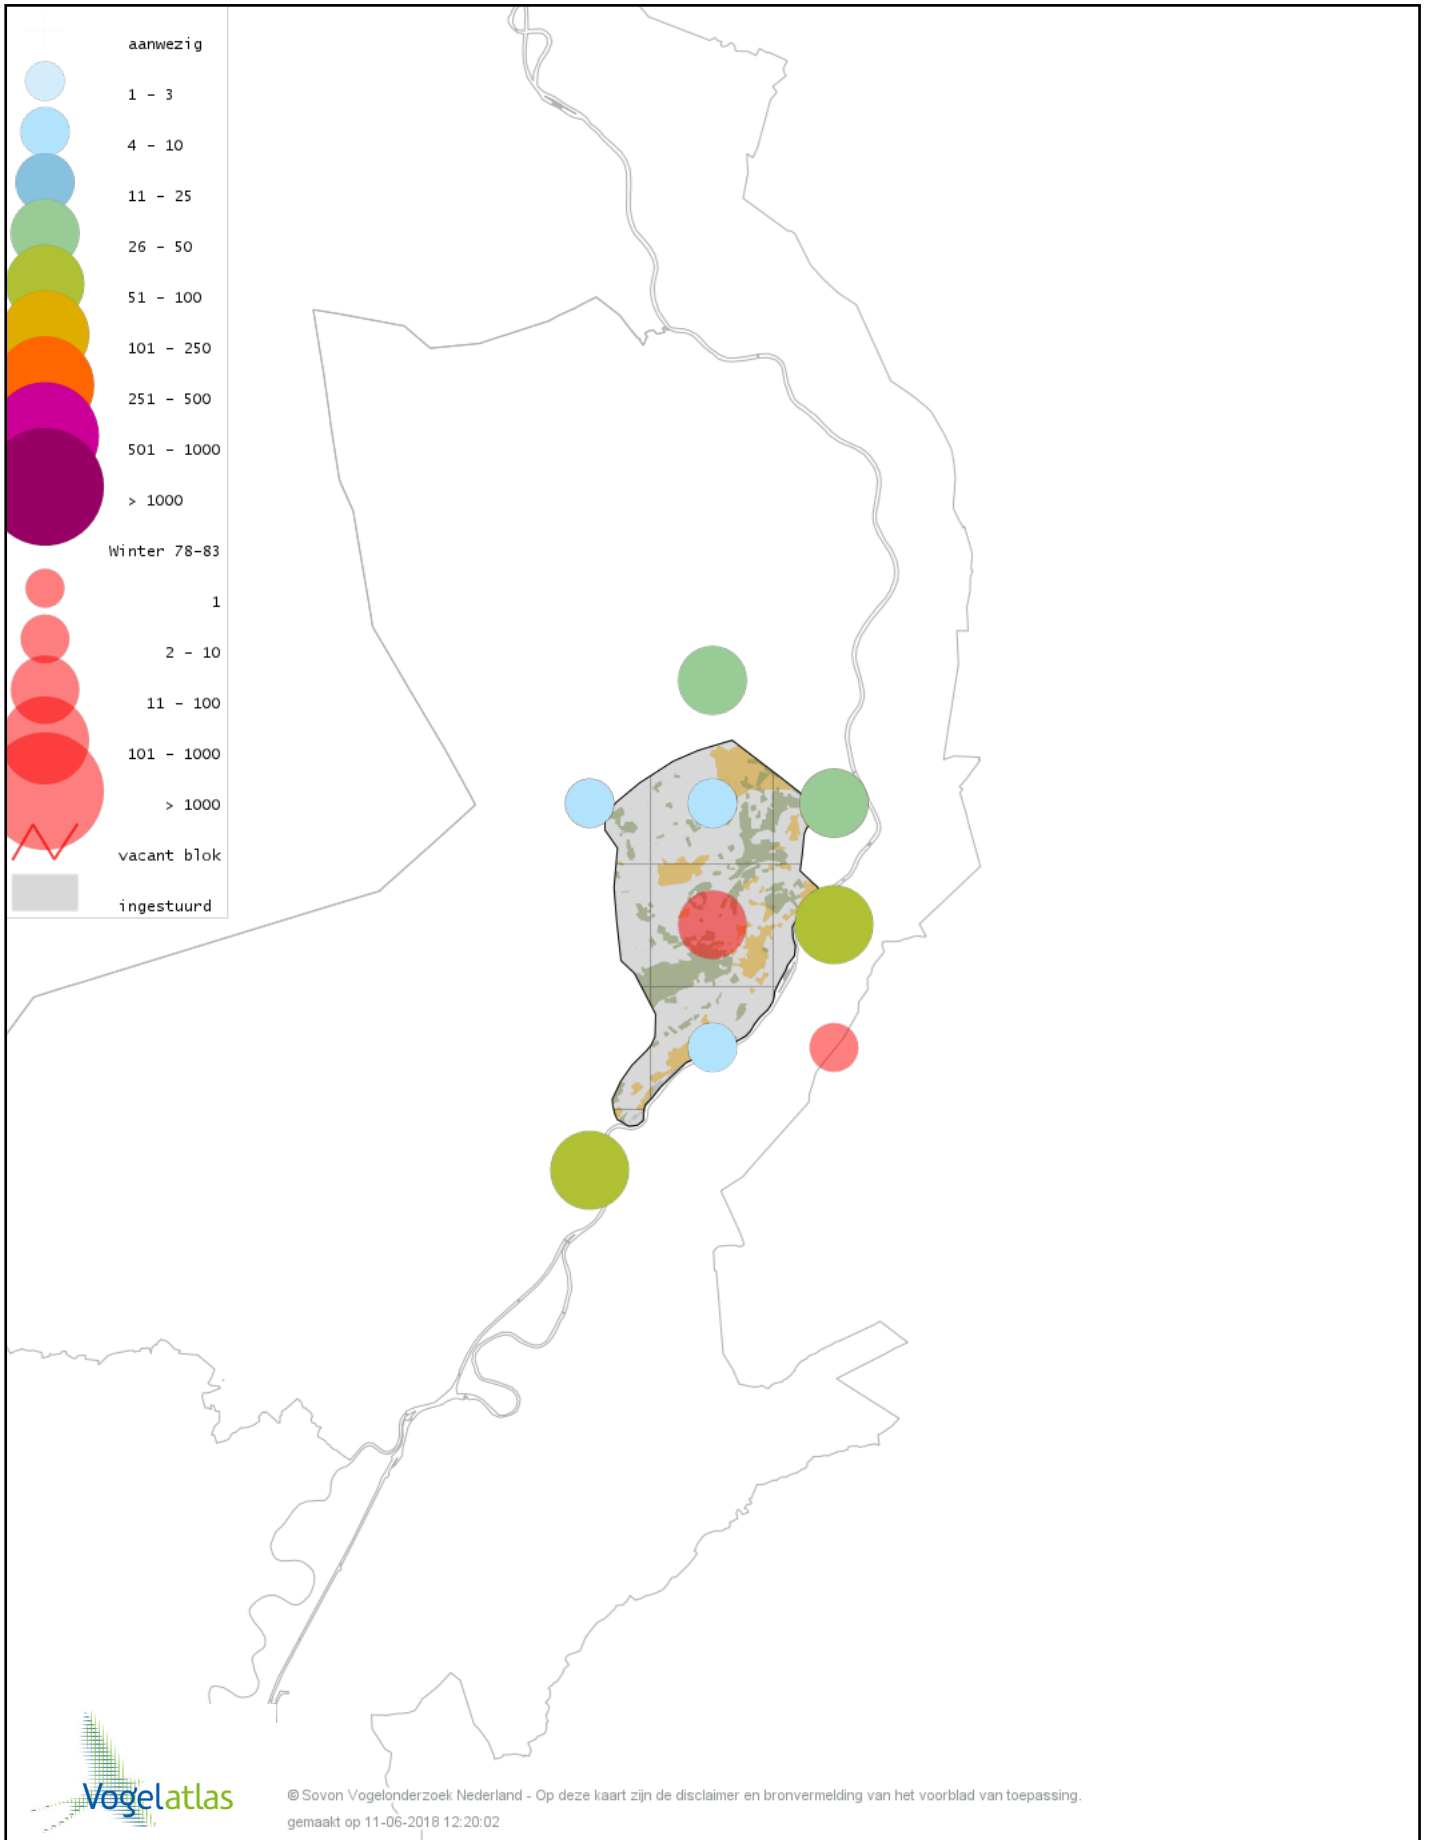 aanwezig
1 - 3
4 - 10
11 - 25
26 - 50
51 - 100
101 - 250
251 - 500
501 - 1000
> 1000
Winter 78-83
1
2 - 10
11 - 100
101 - 1000
> 1000
vacant blok
ingestuurd
Vogelatlas
© Sovon Vogelonderzoek Nederland - Op deze kaart zijn de disclaimer en bronvermelding van het voorblad van toepassing.
gemaakt op 11-06-2018 12:20:02